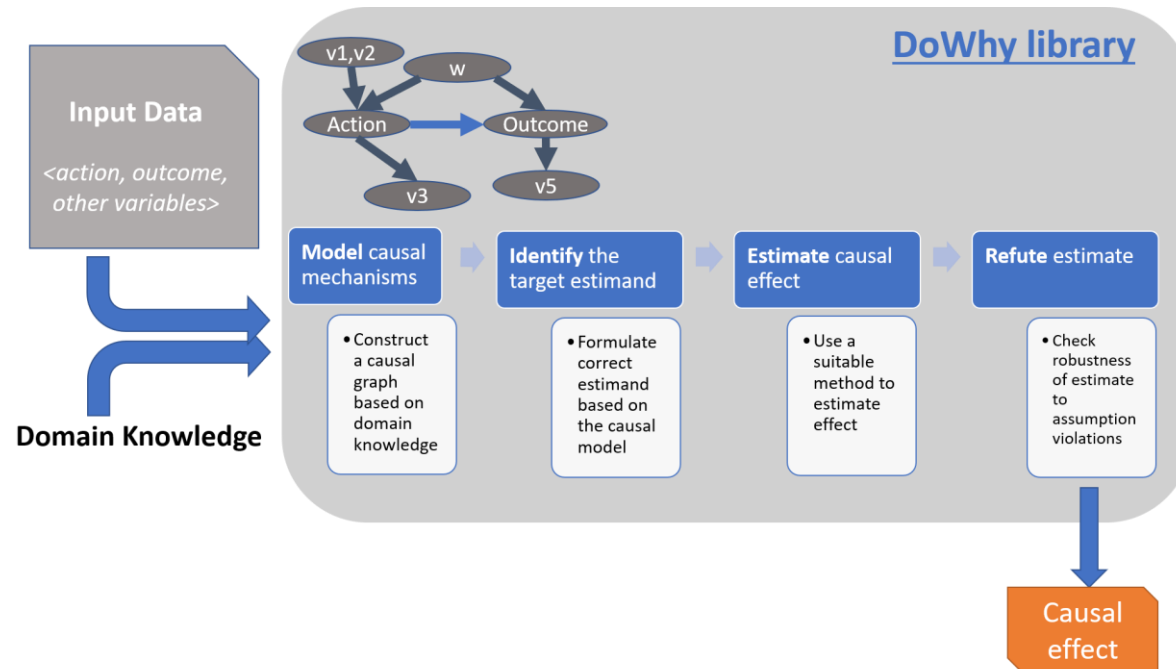 DoWhy library
v1,v2
w
Input Data
Action
Outcome
<action, outcome,
other variables>
v3
v5
Model causal
mechanisms
Identify the
target estimand
Estimate causal
effect
Refute estimate
• Construct
a causal
graph
based on
domain
knowledge
• Formulate
correct
estimand
based on
the causal
model
• Use a
suitable
method to
estimate
effect
• Check
robustness
of estimate
to
assumption
violations
Domain Knowledge
Causal
effect